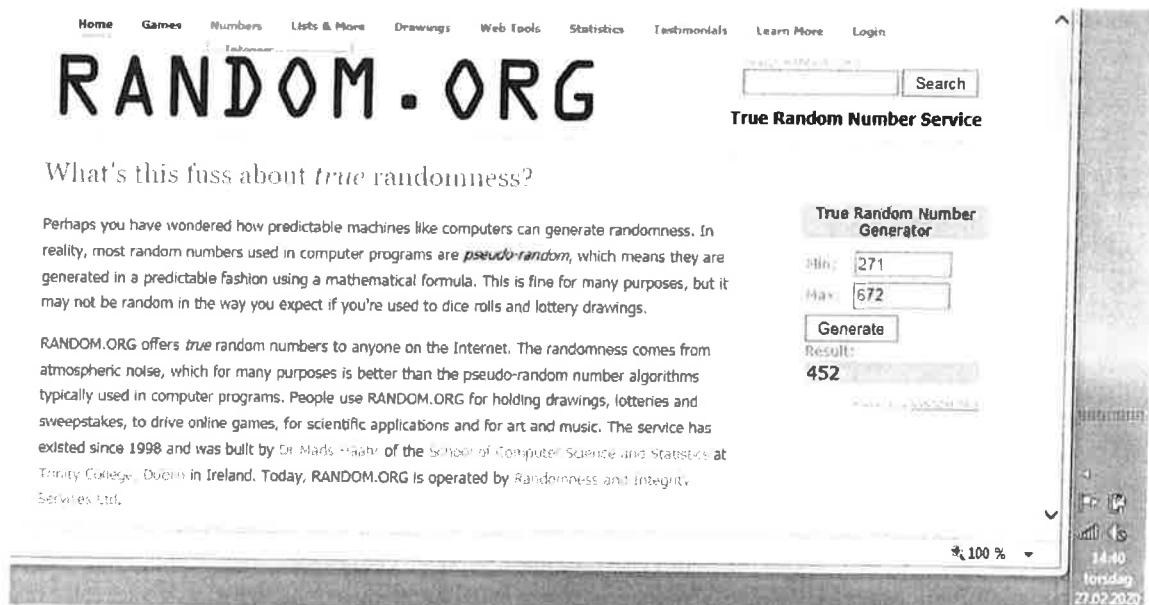 Home Games Numbers Lists & More Drawings Web Tools Statistics Testimonials Learn More Login
Integer
RANDOM.ORG
Search
True Random Number Service
What's this fuss about true randomness?
Perhaps you have wondered how predictable machines like computers can generate randomness. In
reality, most random numbers used in computer programs are pseudo-random, which means they are
generated in a predictable fashion using a mathematical formula. This is fine for many purposes, but it
may not be random in the way you expect if you're used to dice rolls and lottery drawings.
RANDOM.ORG offers true random numbers to anyone on the Internet. The randomness comes from
atmospheric noise, which for many purposes is better than the pseudo-random number algorithms
typically used in computer programs. People use RANDOM.ORG for holding drawings, lotteries and
sweepstakes, to drive online games, for scientific applications and for art and music. The service has
existed since 1998 and was built by Dr Mads Haahr of the School of Computer Science and Statistics at
Trinity College, Dublin in Ireland. Today, RANDOM.ORG is operated by Randomness and Integrity
Services Ltd.
True Random Number
Generator
Min: 271
Max: 672
Generate
Result:
452
100 %
14:40
torsdag
27.02.2020